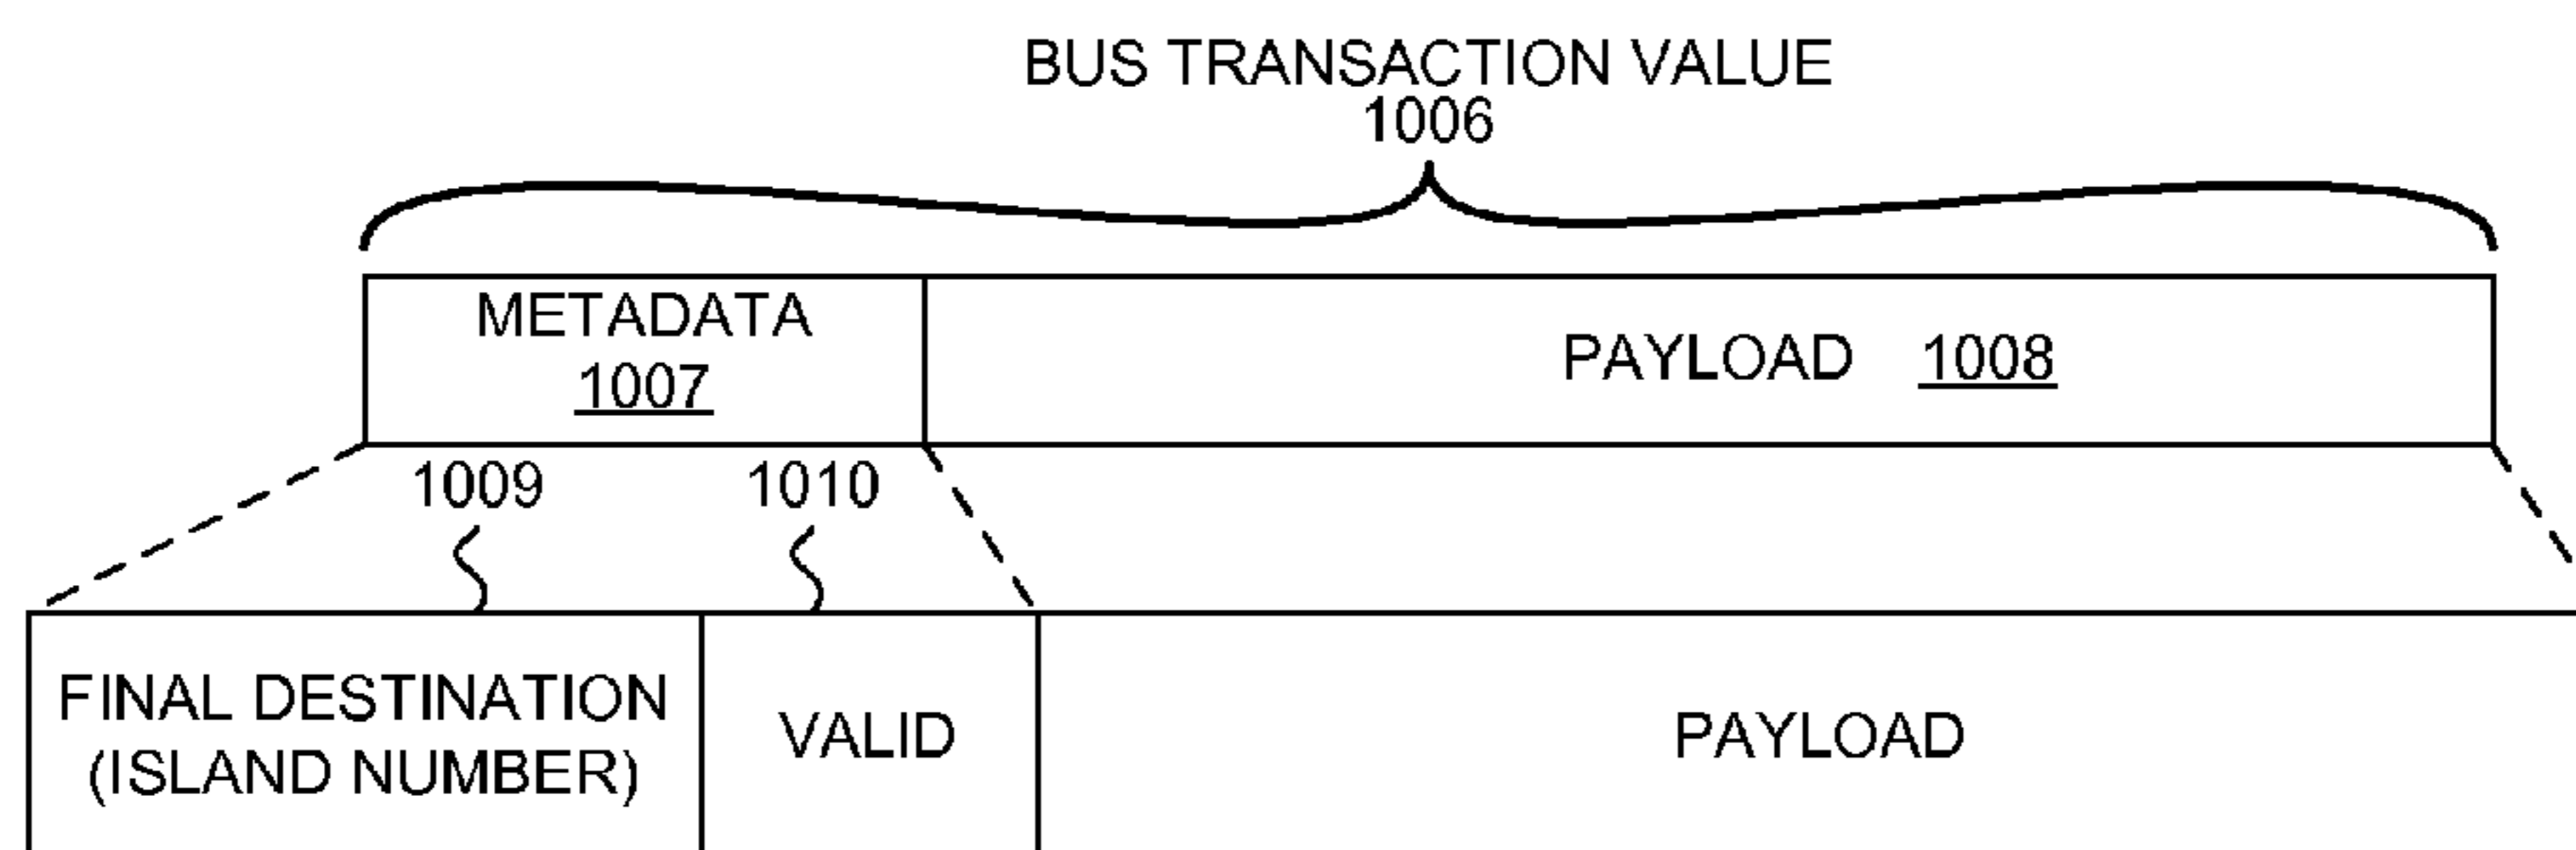 BUS TRANSACTION VALUE
1006
METADATA
1007
PAYLOAD 1008
1009
1010
FINAL DESTINATION
(ISLAND NUMBER)
VALID
PAYLOAD